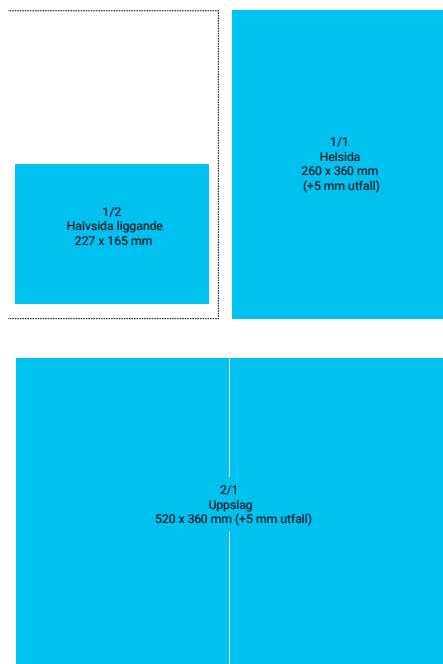 1/2
Halvsida liggande
227 x 165 mm
1/1
Helsida
260 x 360 mm
(+5 mm utfall)
2/1
Uppslag
520 x 360 mm (+5 mm utfall)